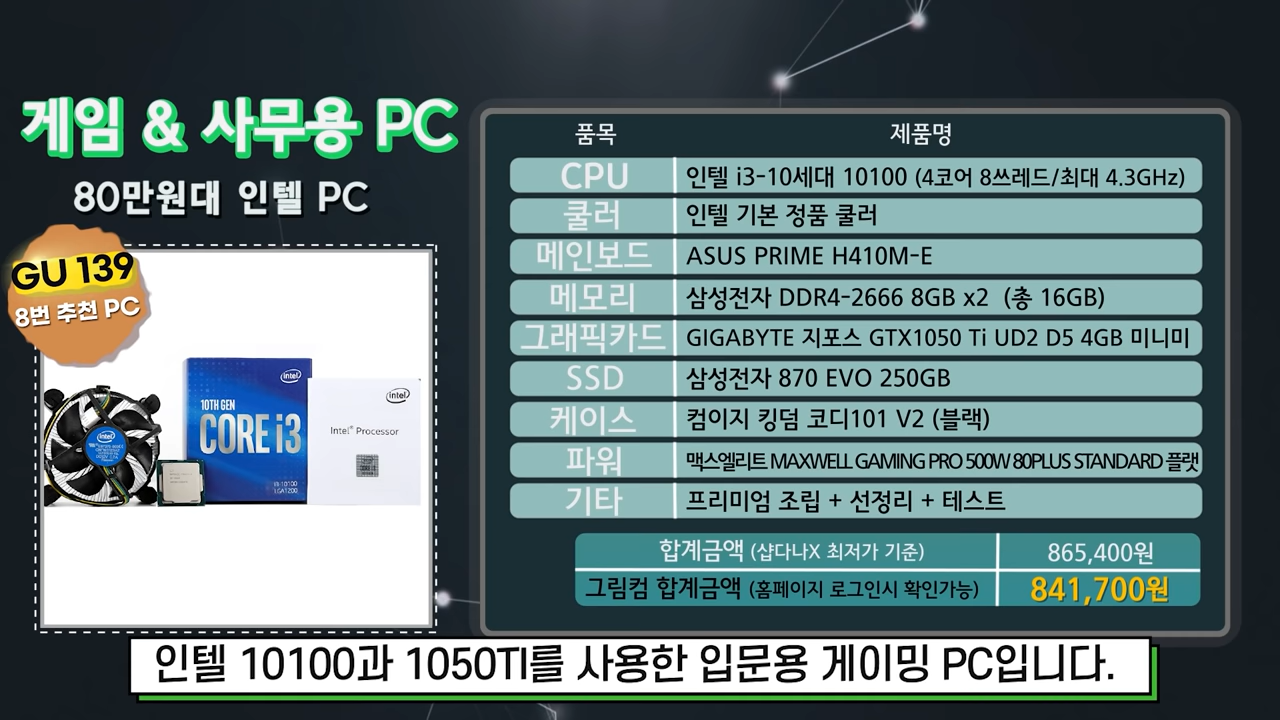 게임 & 사무용 PC
80만원대 인텔 PC
GU 139
8번 추천 PC
intel
10TH GEN
CORE i3
i3-10100
LGA1200
intel
Intel® Processor
intel
품목 제품명
CPU 인텔 i3-10세대 10100 (4코어 8쓰레드/최대 4.3GHz)
쿨러 인텔 기본 정품 쿨러
메인보드 ASUS PRIME H410M-E
메모리 삼성전자 DDR4-2666 8GB x2 (총 16GB)
그래픽카드 GIGABYTE 지포스 GTX1050 Ti UD2 D5 4GB 미니미
SSD 삼성전자 870 EVO 250GB
케이스 컴이지 킹덤 코디101 V2 (블랙)
파워 맥스엘리트 MAXWELL GAMING PRO 500W 80PLUS STANDARD 플랫
기타 프리미엄 조립 + 선정리 + 테스트
합계금액 (샵다나X 최저가 기준) 865,400원
그림컴 합계금액 (홈페이지 로그인시 확인가능) 841,700원
인텔 10100과 1050TI를 사용한 입문용 게이밍 PC입니다.